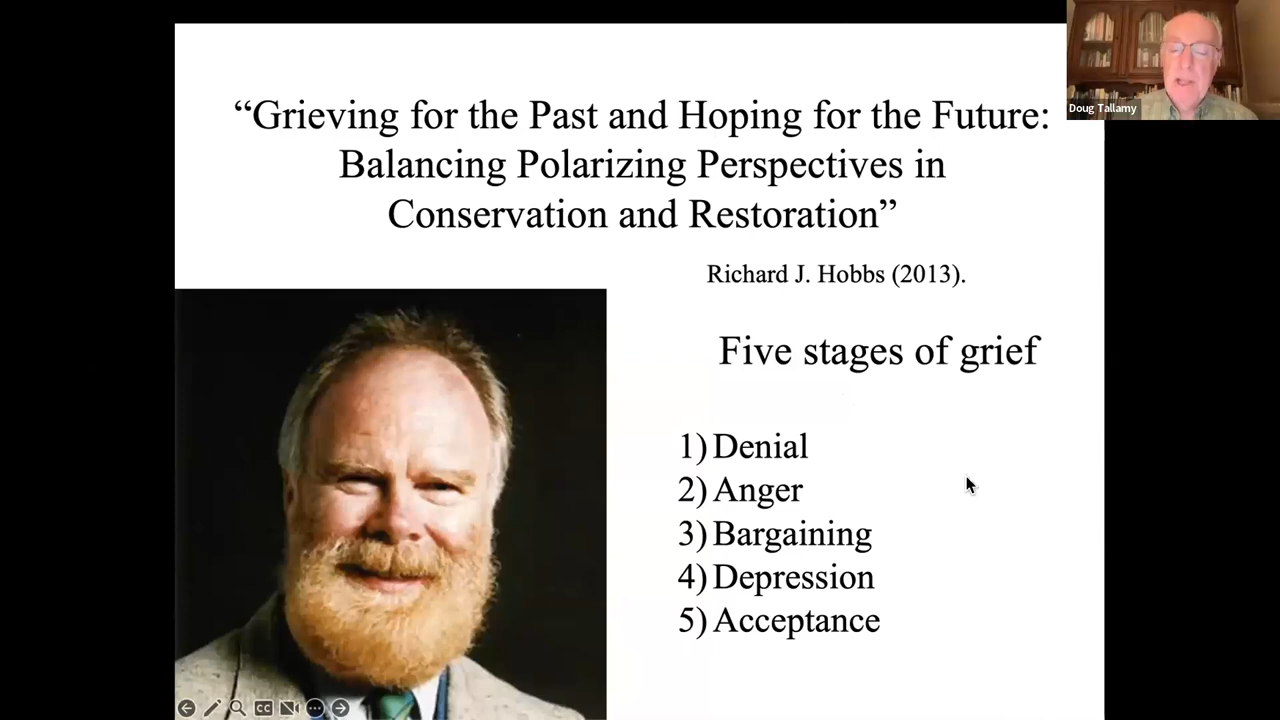 “Grieving for the Past and Hoping for the Future:
Balancing Polarizing Perspectives in
Conservation and Restoration”
Richard J. Hobbs (2013).
Five stages of grief
1) Denial
2) Anger
3) Bargaining
4) Depression
5) Acceptance
Doug Tallamy
CC